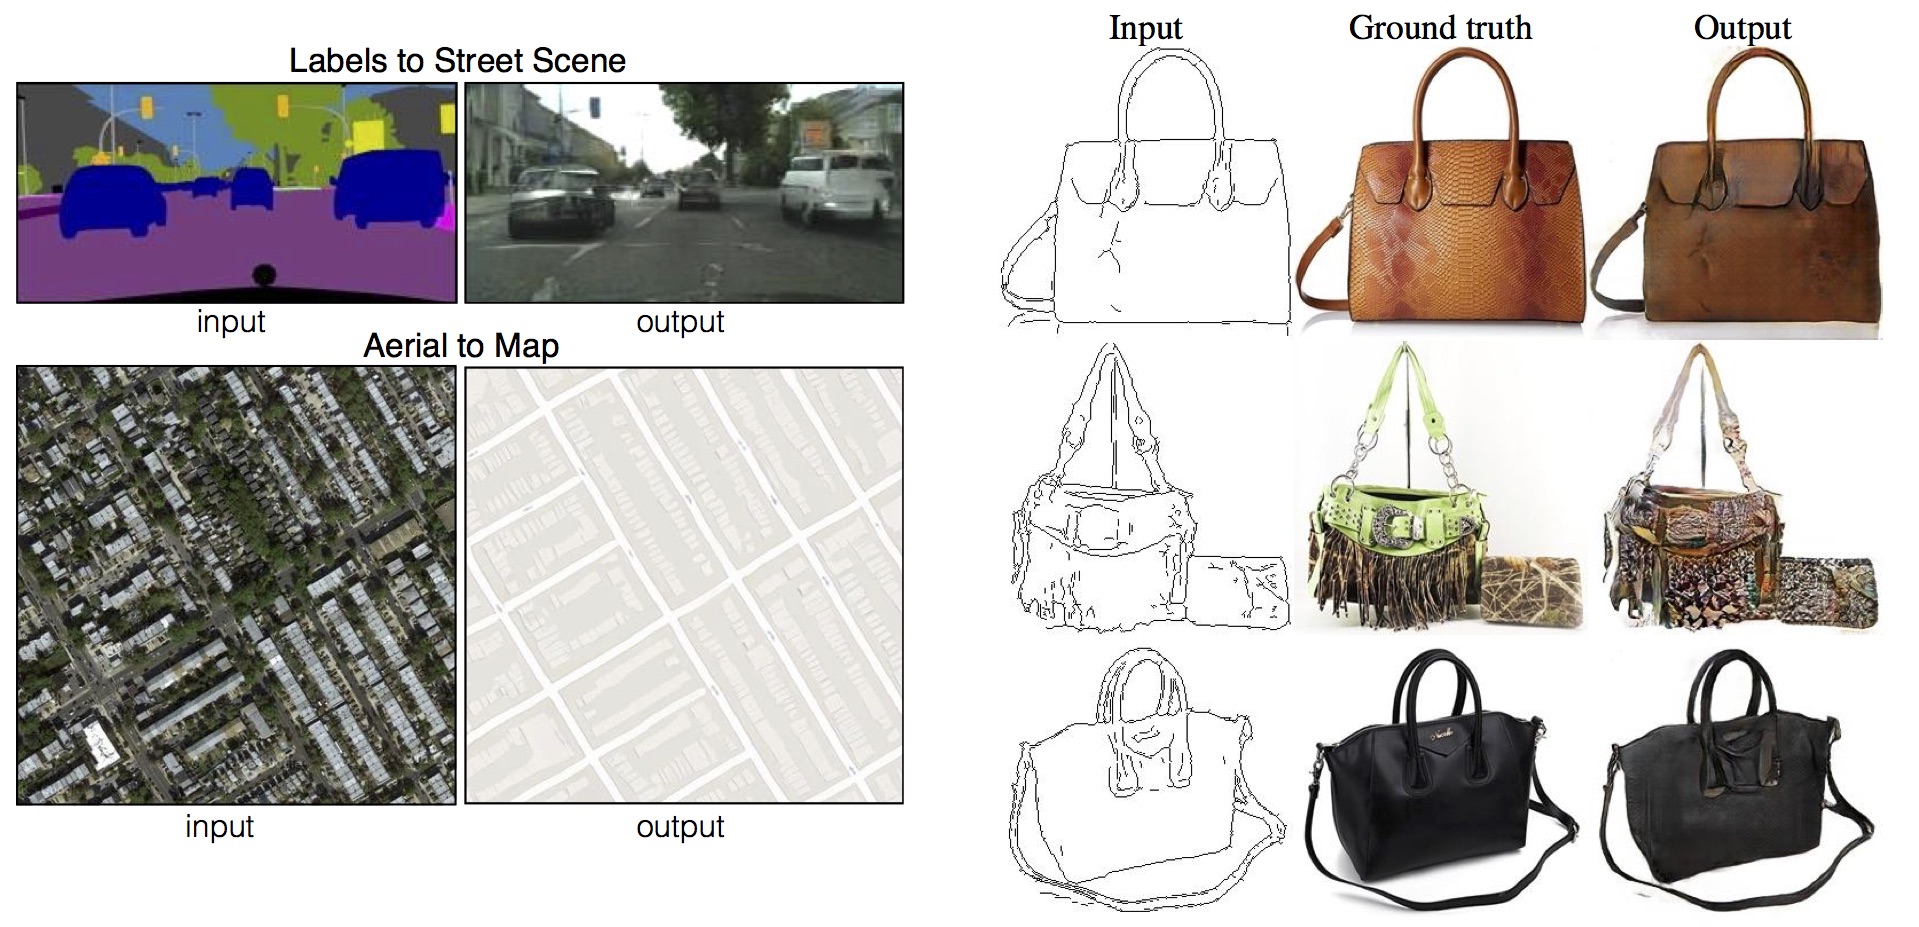 Labels to Street Scene
input
output
Aerial to Map
input
output
Input
Ground truth
Output